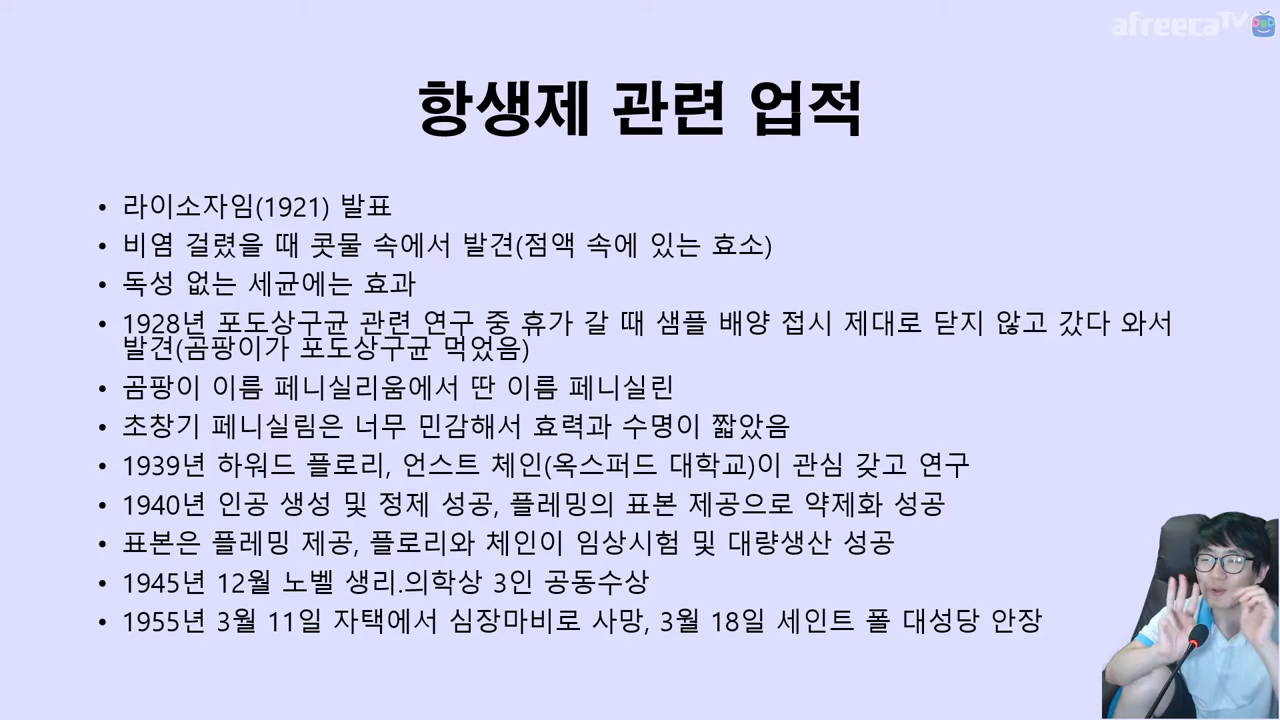 afreecaTV
항생제 관련 업적
• 라이소자임(1921) 발표
• 비염 걸렸을 때 콧물 속에서 발견(점액 속에 있는 효소)
• 독성 없는 세균에는 효과
• 1928년 포도상구균 관련 연구 중 휴가 갈 때 샘플 배양 접시 제대로 닫지 않고 갔다 와서
발견(곰팡이가 포도상구균 먹었음)
• 곰팡이 이름 페니실리움에서 딴 이름 페니실린
• 초창기 페니실림은 너무 민감해서 효력과 수명이 짧았음
• 1939년 하워드 플로리, 언스트 체인(옥스퍼드 대학교)이 관심 갖고 연구
• 1940년 인공 생성 및 정제 성공, 플레밍의 표본 제공으로 약제화 성공
• 표본은 플레밍 제공, 플로리와 체인이 임상시험 및 대량생산 성공
• 1945년 12월 노벨 생리.의학상 3인 공동수상
• 1955년 3월 11일 자택에서 심장마비로 사망, 3월 18일 세인트 폴 대성당 안장